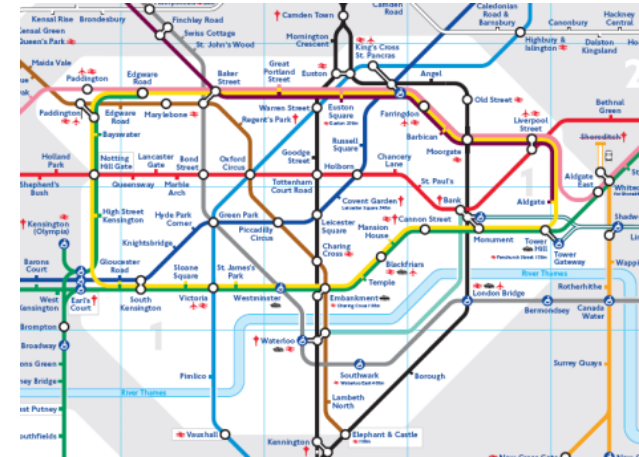 Kensal Rise
Brondesbury
Finchley Road
Swiss Cottage
St. John's Wood
Camden Town
Camden
Road
Caledonian
Road &
Barnsbury
Canonbury
Hackney
Central
Highbury &
Islington
Dalston
Kingsland
Kensal Green
Queen's Park
Maida Vale
Paddington
Edgware
Road
Baker
Street
Great
Portland
Street
Mornington
Crescent
Euston
King's Cross
St. Pancras
Angel
Old Street
Liverpool
Street
Bethnal
Green
Shoreditch
Paddington
Edgware
Road
Marylebone
Warren Street
Regent's Park
Euston
Square
Farringdon
Barbican
Moorgate
Bayswater
Russell
Square
Goodge
Street
Holland
Park
Notting
Hill Gate
Lancaster
Gate
Bond
Street
Oxford
Circus
Holborn
Chancery
Lane
Aldgate
East
Shepherd's
Bush
Queensway
Marble
Arch
Tottenham
Court Road
St. Paul's
Bank
Aldgate
Kensington
(Olympia)
High Street
Kensington
Hyde Park
Corner
Green Park
Piccadilly
Circus
Covent Garden
Leicester
Square
Mansion
House
Cannon Street
Monument
Tower
Hill
Tower
Gateway
Barons
Court
Gloucester
Road
Knightsbridge
Sloane
Square
St. James's
Park
Charing
Cross
Blackfriars
Temple
River Thames
West
Kensington
Earl's
Court
South
Kensington
Victoria
Westminster
Embankment
London Bridge
Bermondsey
Rotherhithe
Canada
Water
Brompton
1
1
1
Broadway
Waterloo
Southwark
Surrey Quays
River Thames
Pimlico
Borough
Lambeth
North
Vauxhall
Kennington
Elephant & Castle